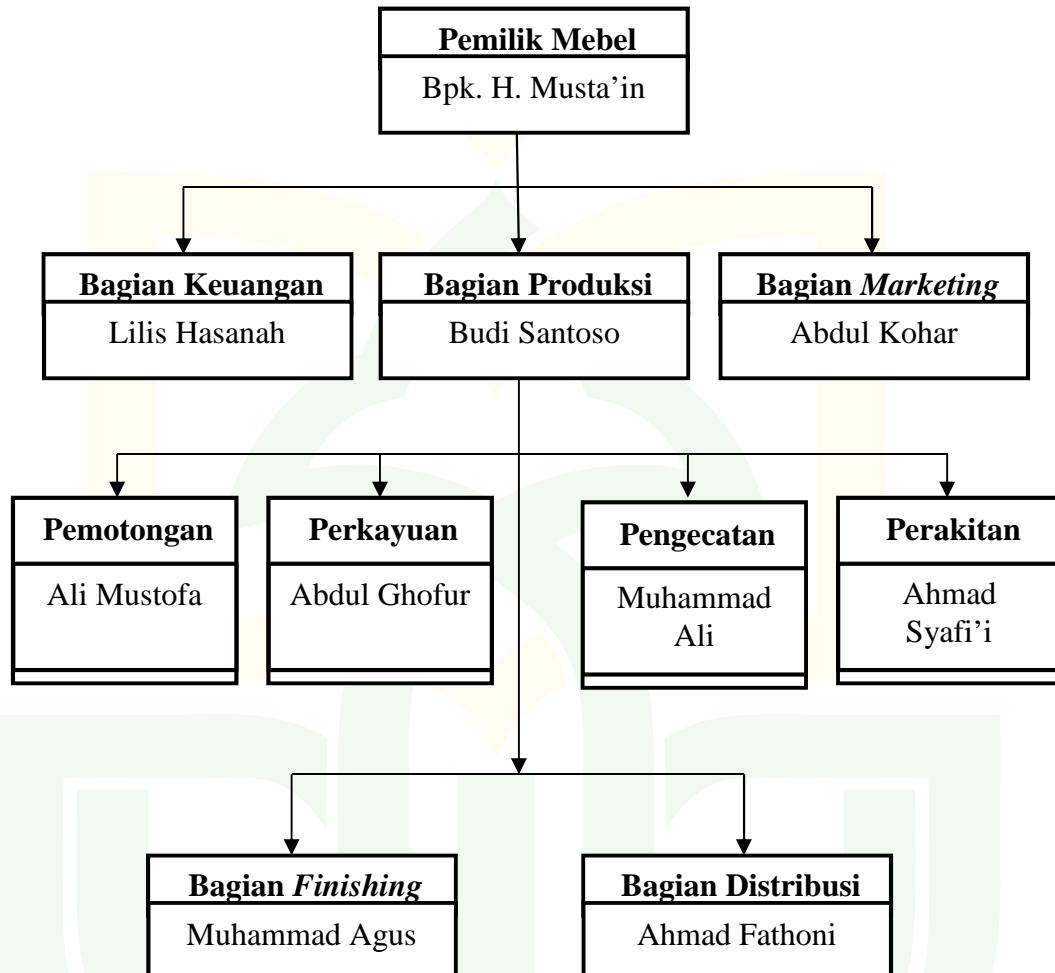 Pemilik Mebel
Bpk. H. Musta’in
Bagian Keuangan
Lilis Hasanah
Bagian Produksi
Budi Santoso
Bagian Marketing
Abdul Kohar
Pemotongan
Ali Mustofa
Perkayuan
Abdul Ghofur
Pengecatan
Muhammad
Ali
Perakitan
Ahmad
Syafi’i
Bagian Finishing
Muhammad Agus
Bagian Distribusi
Ahmad Fathoni